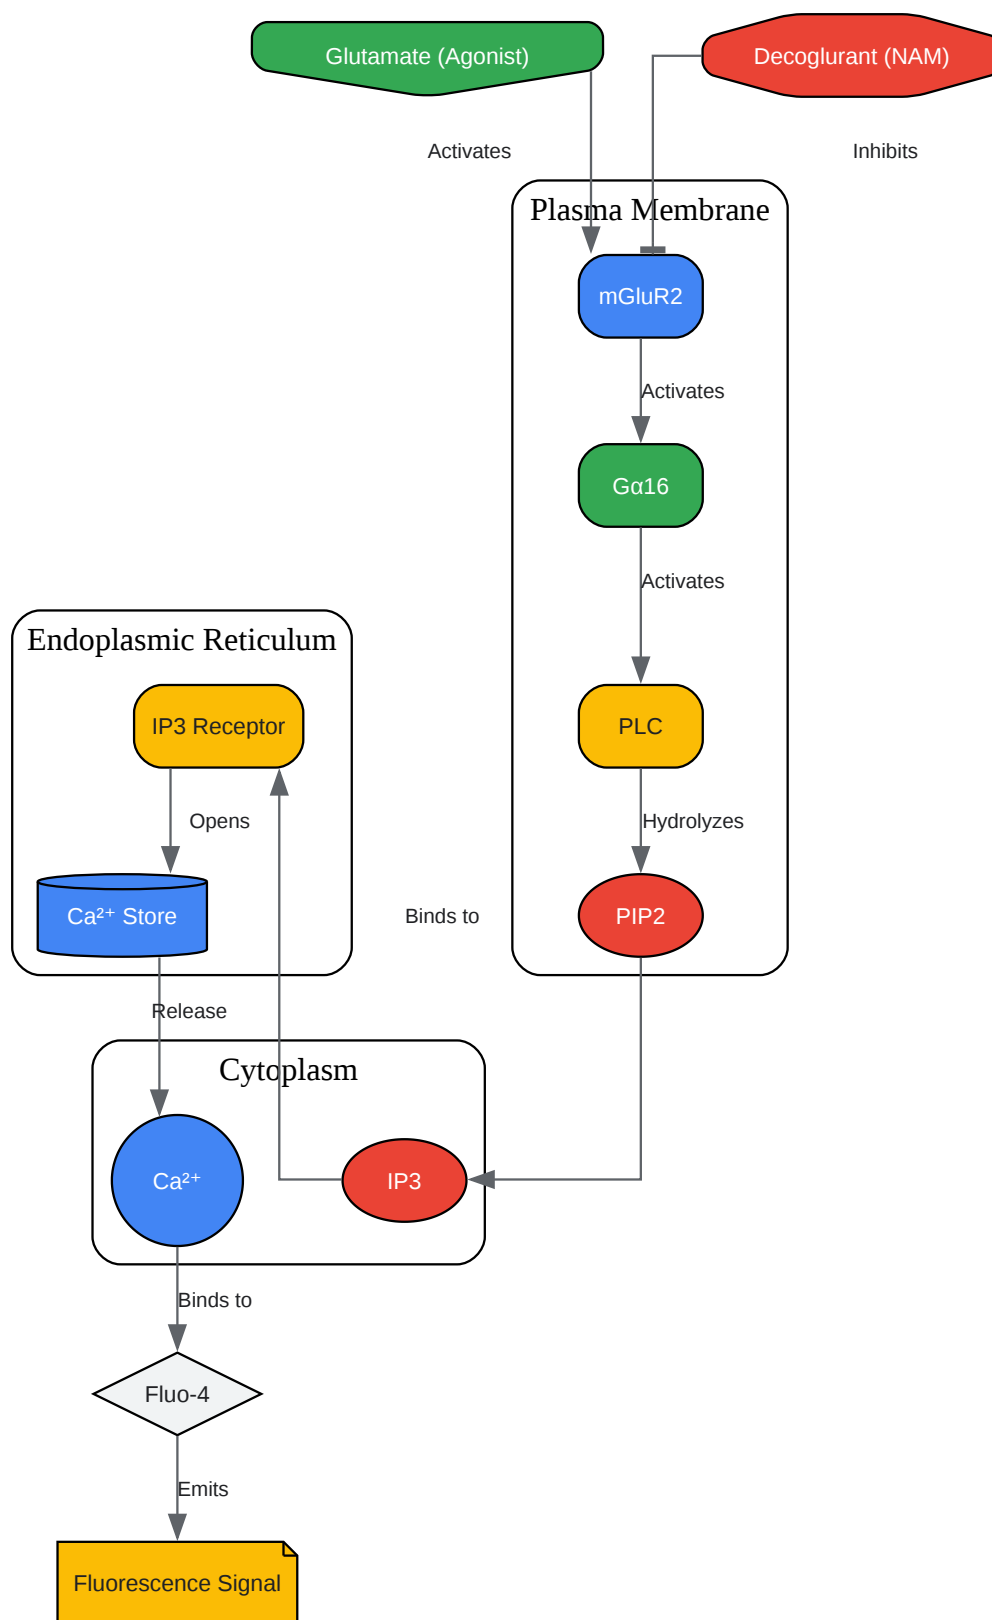 Glutamate (Agonist)
Decoglurant (NAM)
Activates
Inhibits
Plasma Membrane
mGluR2
Activates
Gα16
Activates
Endoplasmic Reticulum
IP3 Receptor
PLC
Opens
Hydrolyzes
Ca²⁺ Store
Binds to
PIP2
Release
Cytoplasm
Ca²⁺
IP3
Binds to
Fluo-4
Emits
Fluorescence Signal